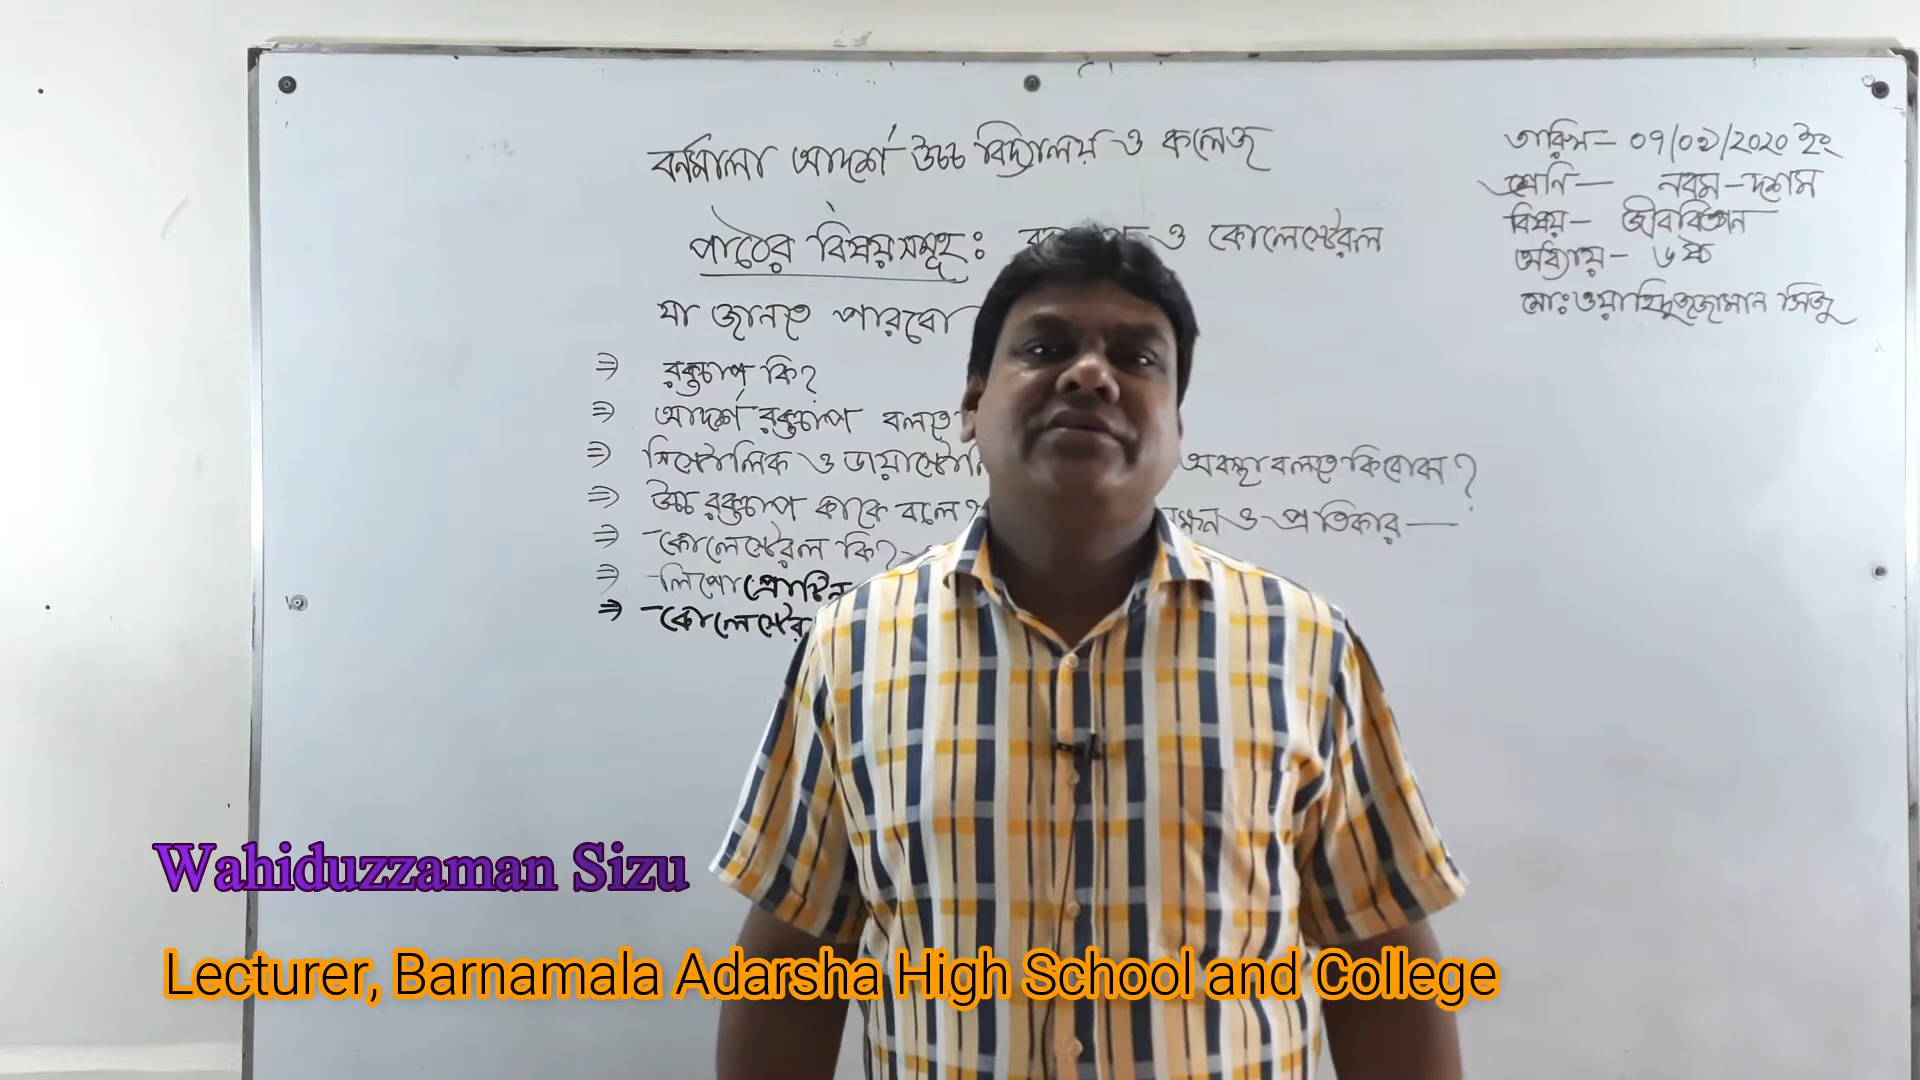 বর্নমালা আদর্শ উচ্চ বিদ্যালয় ও কলেজ
পাঠের বিষয়সমূহঃ ও কোলেস্টেরল
যা জানতে পারবো
⇒ রক্তচাপ কি?
⇒ আদর্শ রক্তচাপ বলতে
⇒ সিস্টোলিক ও অবস্থা বলতে কি বোঝ?
⇒ উচ্চ রক্তচাপ কাকে বলে ও প্রতিকার —
⇒ কোলেস্টেরল কি?
⇒ লিপোপ্রোটিন
⇒
তারিখ- ০৭/০৯/২০২০ ইং
শ্রেনি — নবম-দশম
বিষয় - জীববিজ্ঞান
অধ্যায় - ৬ষ্ঠ
মোঃ ওয়াহিদুজ্জামান সিজু
Wahiduzzaman Sizu
Lecturer, Barnamala Adarsha High School and College